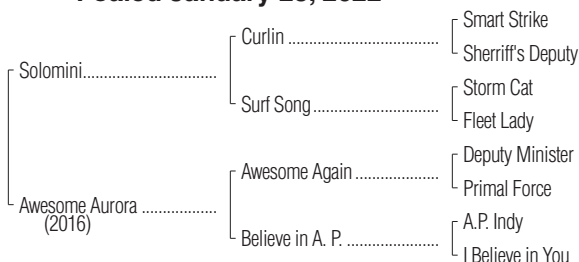 Foaled January 2022
Smart Strike
Curlin ........................................
Sherriff's Deputy
Solomini....................................
Storm Cat
Surf Song..................................
Fleet Lady
Deputy Minister
Awesome Again ......................
Primal Force
Awesome Aurora ....................
(2016)
A.P. Indy
Believe in A. P. .........................
I Believe in You